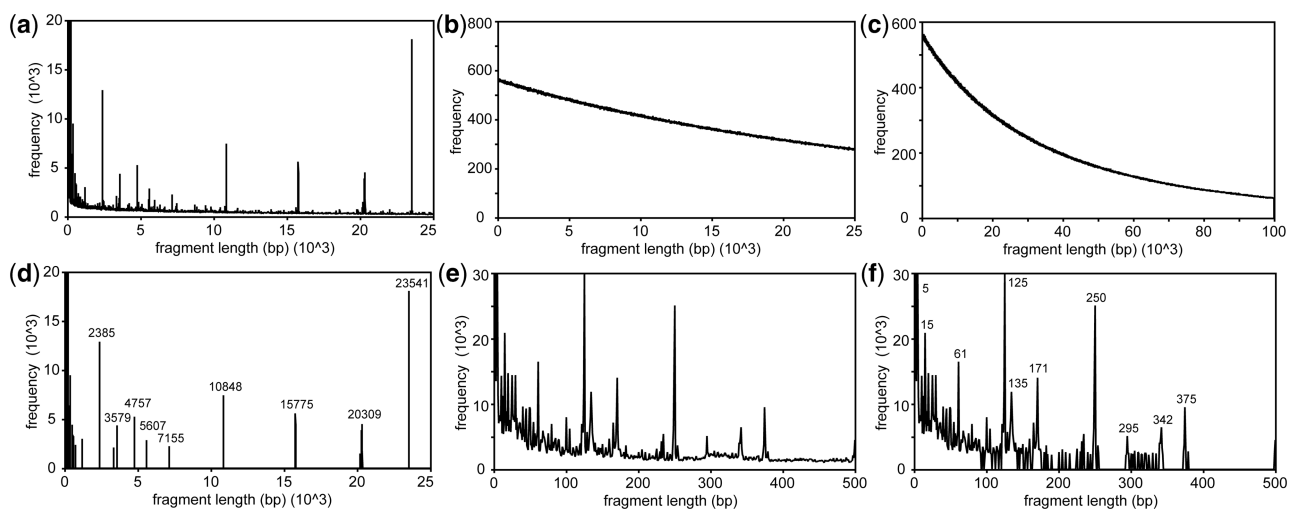 (a)
frequency (10^3)
20
15
10
5
0
0 5 10 15 20 25
fragment length (bp) (10^3)
(b)
frequency
800
600
400
200
0
0 5 10 15 20 25
fragment length (bp) (10^3)
(c)
frequency
600
400
200
0
0 20 40 60 80 100
fragment length (bp) (10^3)
(d)
frequency (10^3)
20
15
10
5
0
2385
3579
4757
5607
7155
10848
15775
20309
23541
0 5 10 15 20 25
fragment length (bp) (10^3)
(e)
frequency (10^3)
30
20
10
0
0 100 200 300 400 500
fragment length (bp)
(f)
frequency (10^3)
30
20
10
0
5
15
61
125
135
171
250
295
342
375
0 100 200 300 400 500
fragment length (bp)